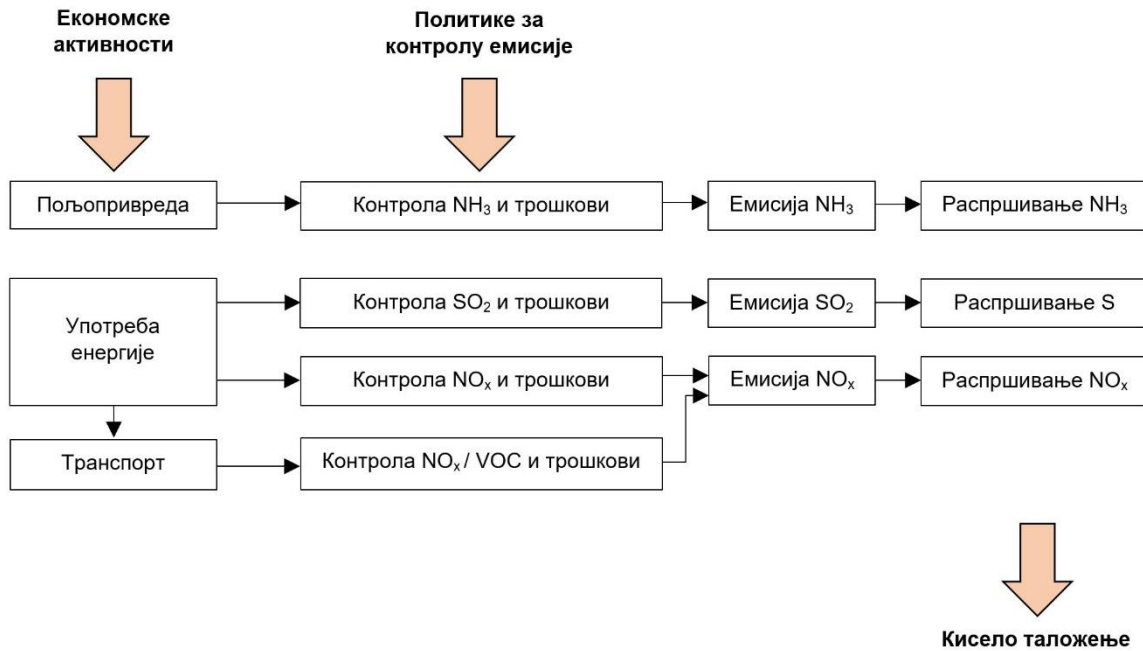 Економске
активности
Политике за
контролу емисије
Пољопривреда
Контрола NH₃ и трошкови
Емисија NH₃
Распршивање NH₃
Употреба
енергије
Контрола SO₂ и трошкови
Емисија SO₂
Распршивање S
Контрола NOₓ и трошкови
Емисија NOₓ
Распршивање NOₓ
Транспорт
Контрола NOₓ / VOC и трошкови
Кисело таложење